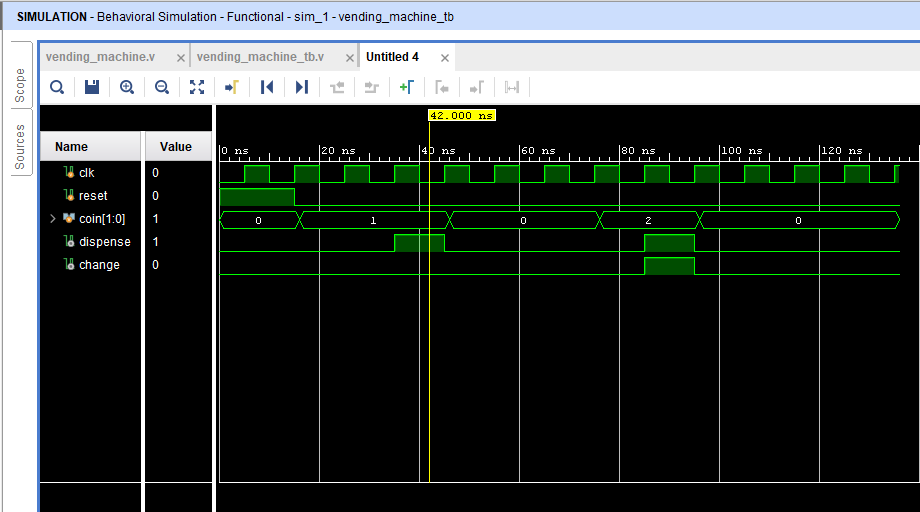 SIMULATION - Behavioral Simulation - Functional - sim_1 - vending_machine_tb
Scope
Sources
vending_machine.v × vending_machine_tb.v × Untitled 4 ×
42.000 ns
Name Value
0 ns 20 ns 40 ns 60 ns 80 ns 100 ns 120 ns
clk 0
reset 0
coin[1:0] 1 0 1 0 2 0
dispense 1
change 0